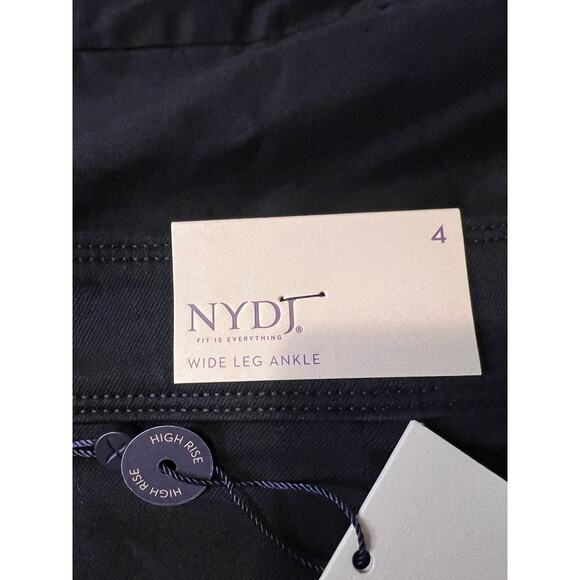 4
NYDJ®
FIT IS EVERYTHING
WIDE LEG ANKLE
HIGH RISE
HIGH RISE